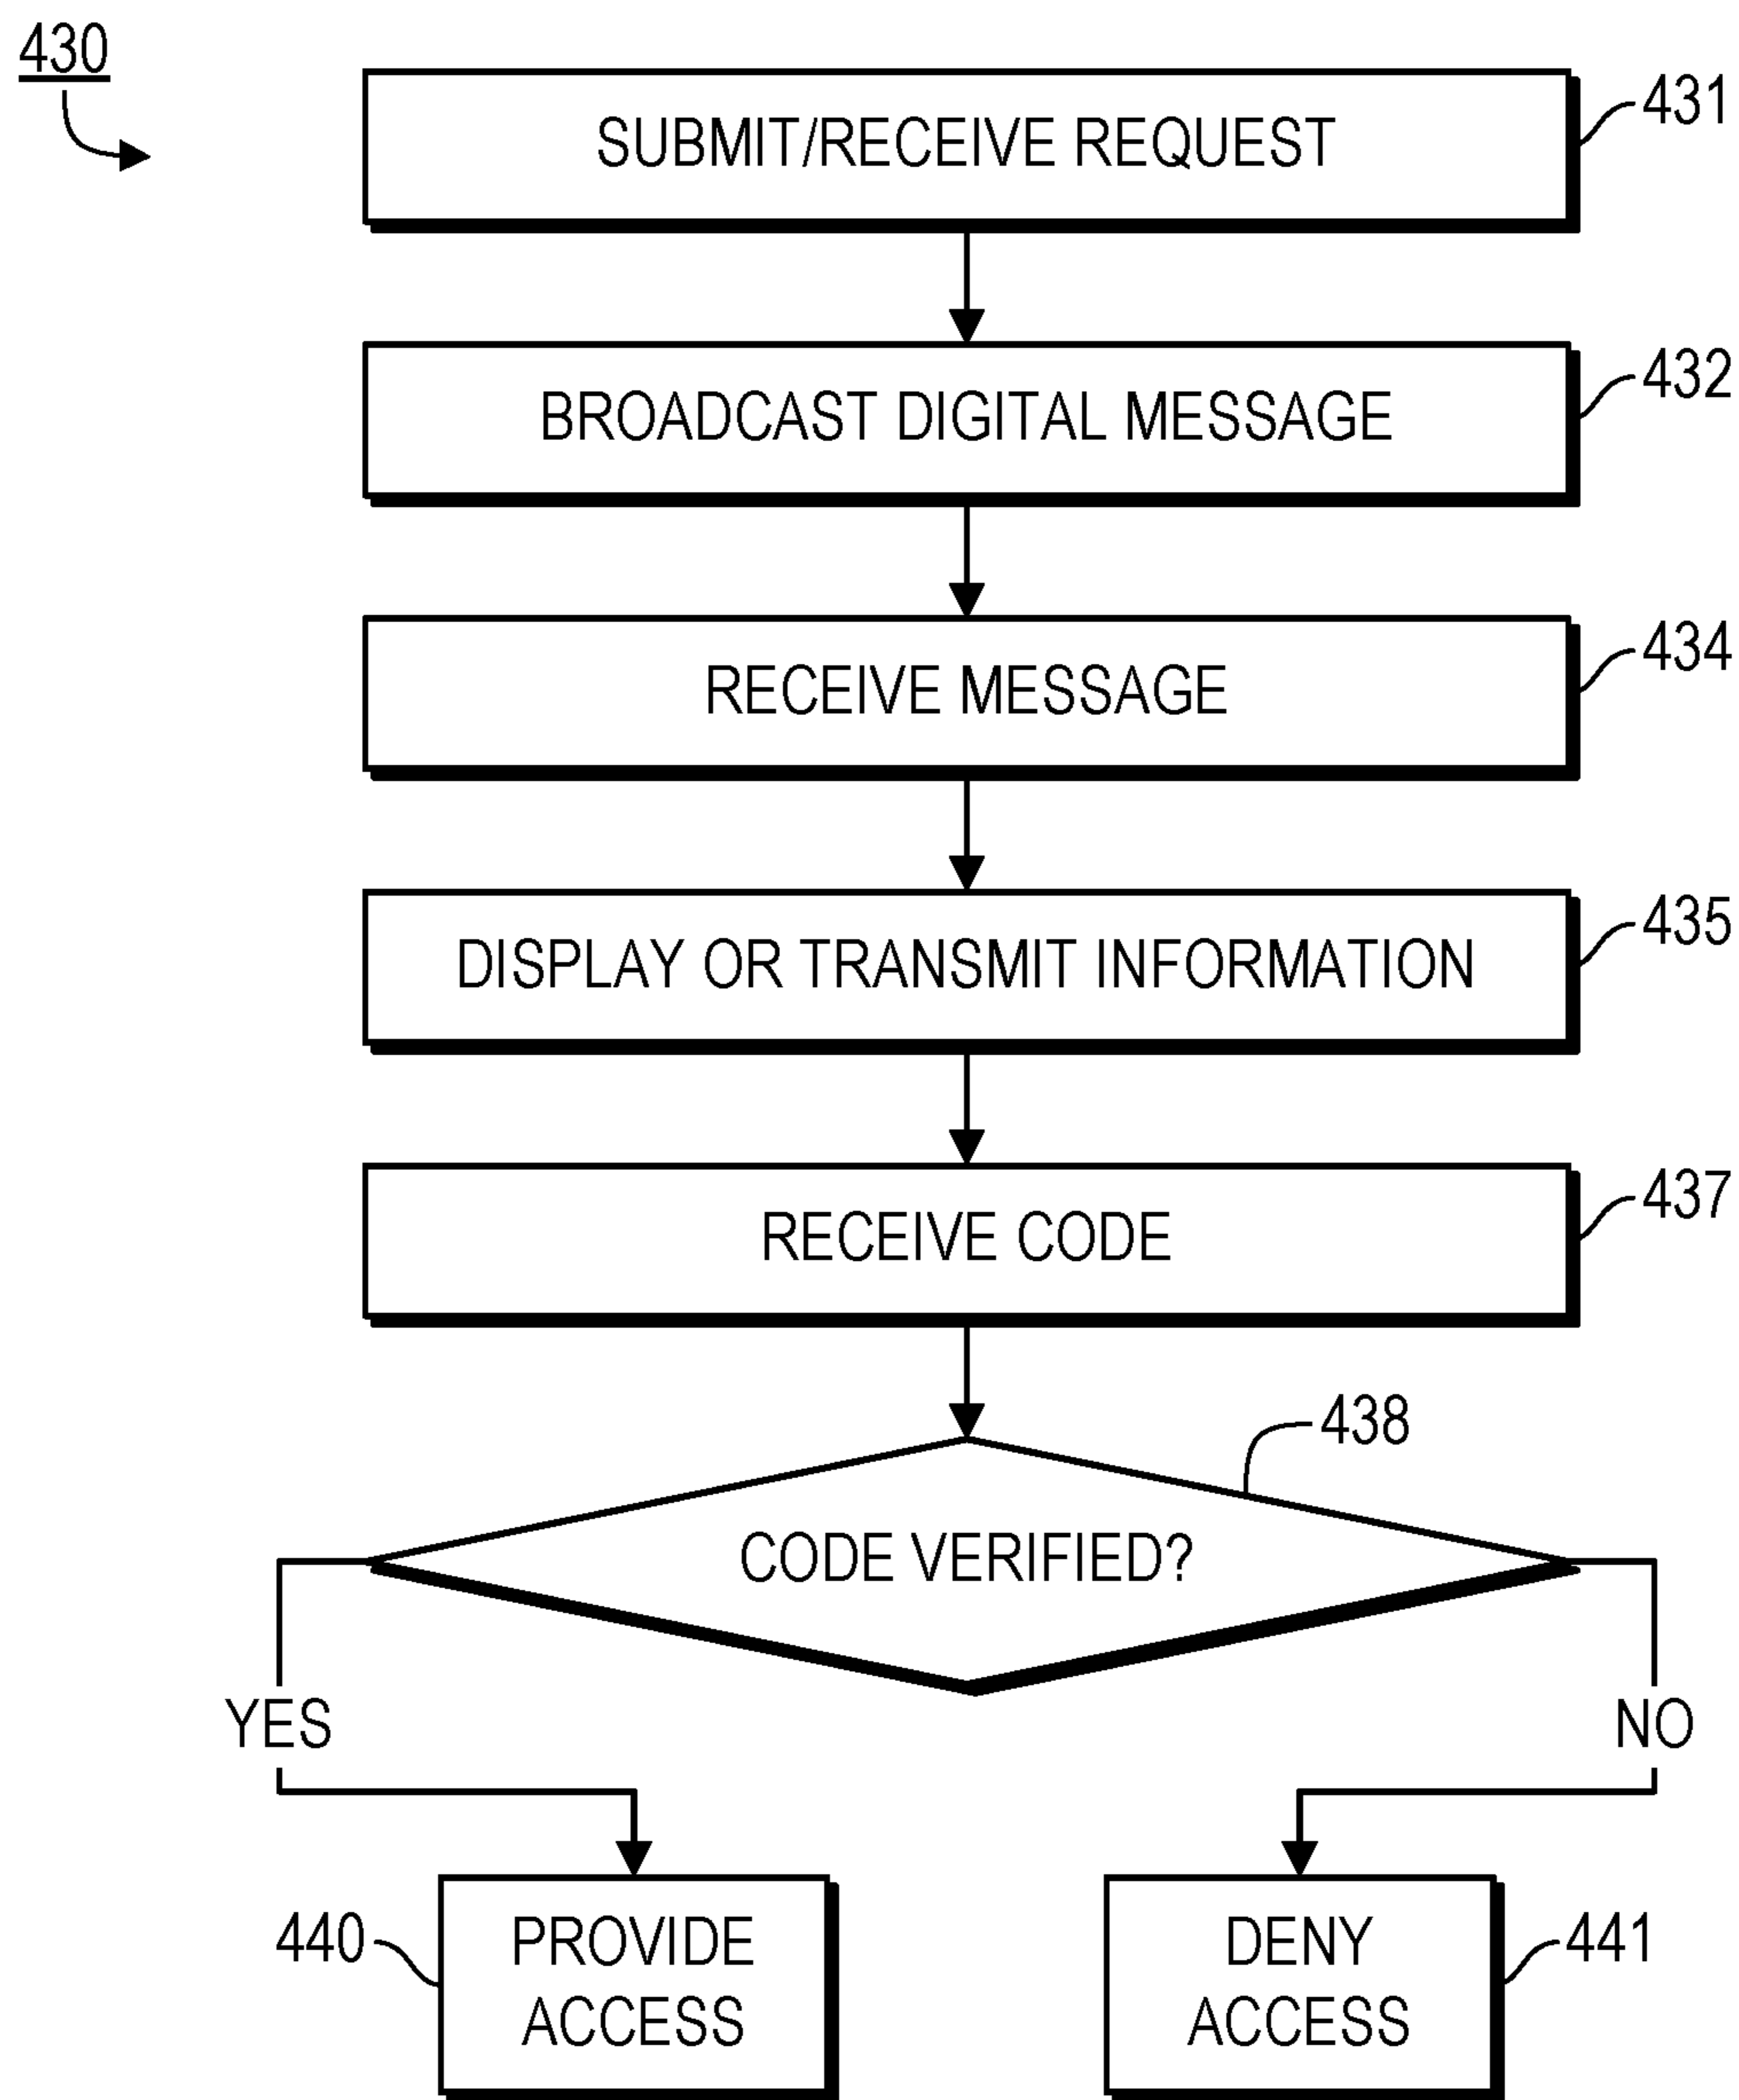 430
SUBMIT/RECEIVE REQUEST
431
BROADCAST DIGITAL MESSAGE
432
RECEIVE MESSAGE
434
DISPLAY OR TRANSMIT INFORMATION
435
RECEIVE CODE
437
438
CODE VERIFIED?
YES
NO
440
PROVIDE
ACCESS
DENY
ACCESS
441